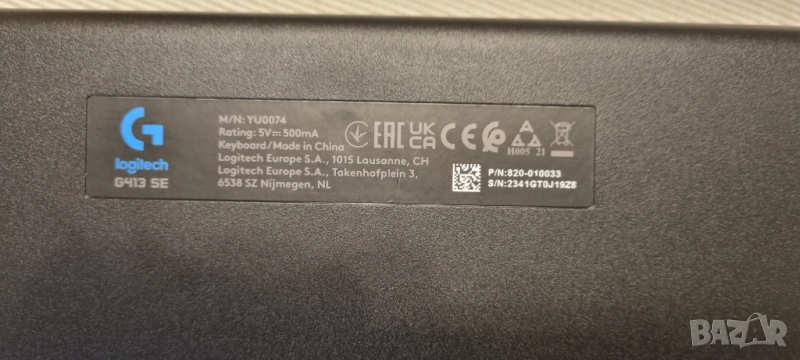 logitech
G413 SE
M/N: YU0074
Rating: 5V⎓500mA
Keyboard/Made in China
Logitech Europe S.A., 1015 Lausanne, CH
Logitech Europe S.A., Takenhofplein 3,
6538 SZ Nijmegen, NL
EAC UK CA CE
H005 21
P/N:820-010033
S/N:2341GT0J19Z8
BAZAR